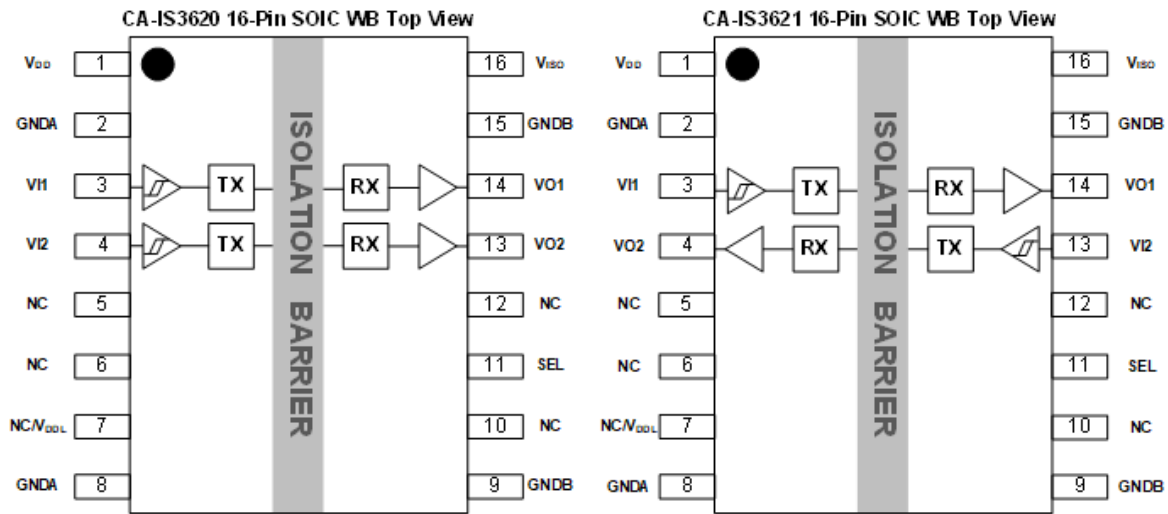 CA-IS3620 16-Pin SOIC WB Top View
VDD 1 16 VISO
GNDA 2 15 GNDB
VI1 3 TX RX 14 VO1
VI2 4 TX RX 13 VO2
NC 5 12 NC
NC 6 11 SEL
NC/VDDL 7 10 NC
GNDA 8 9 GNDB
ISOLATION BARRIER
CA-IS3621 16-Pin SOIC WB Top View
VDD 1 16 VISO
GNDA 2 15 GNDB
VI1 3 TX RX 14 VO1
VO2 4 RX TX 13 VI2
NC 5 12 NC
NC 6 11 SEL
NC/VDDL 7 10 NC
GNDA 8 9 GNDB
ISOLATION BARRIER